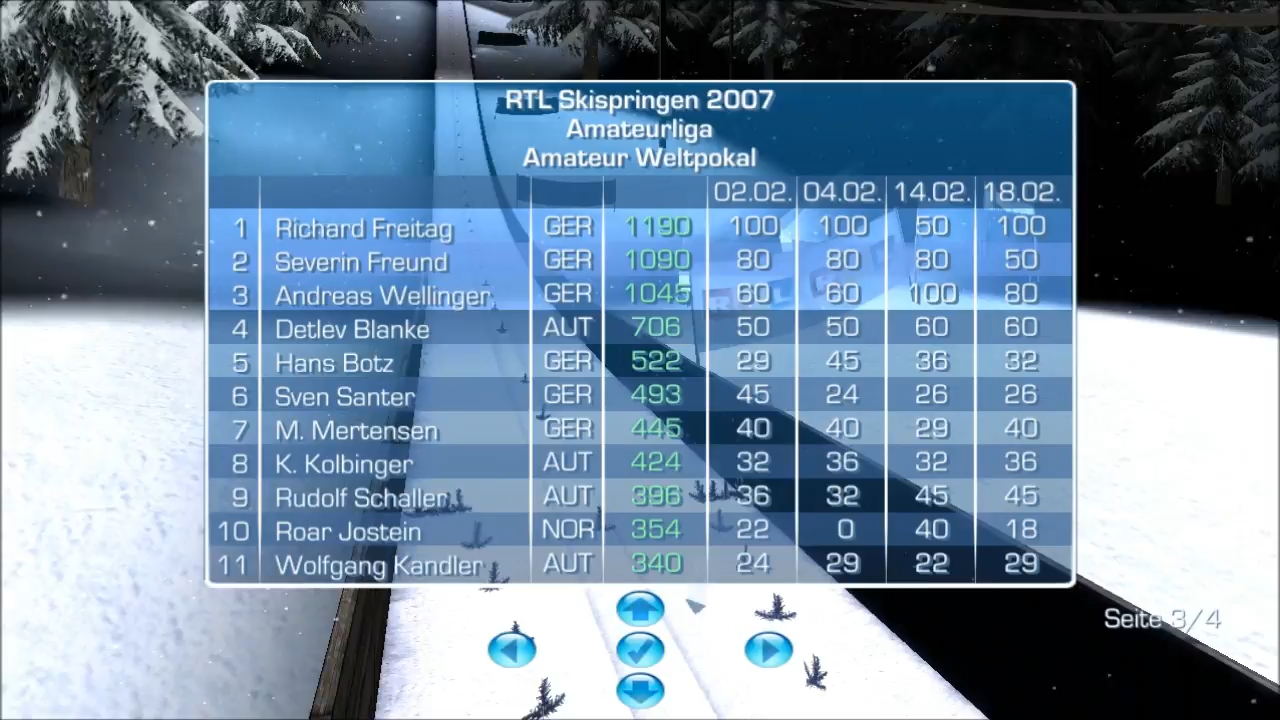 RTL Skispringen 2007
Amateurliga
Amateur Weltpokal
02.02. 04.02. 14.02. 18.02.
1 Richard Freitag GER 1190 100 100 50 100
2 Severin Freund GER 1090 80 80 80 50
3 Andreas Wellinger GER 1045 60 60 100 80
4 Detlev Blanke AUT 706 50 50 60 60
5 Hans Botz GER 522 29 45 36 32
6 Sven Santer GER 493 45 24 26 26
7 M. Mertensen GER 445 40 40 29 40
8 K. Kolbinger AUT 424 32 36 32 36
9 Rudolf Schaller AUT 396 36 32 45 45
10 Roar Jostein NOR 354 22 0 40 18
11 Wolfgang Kandler AUT 340 24 29 22 29
Seite 3/4